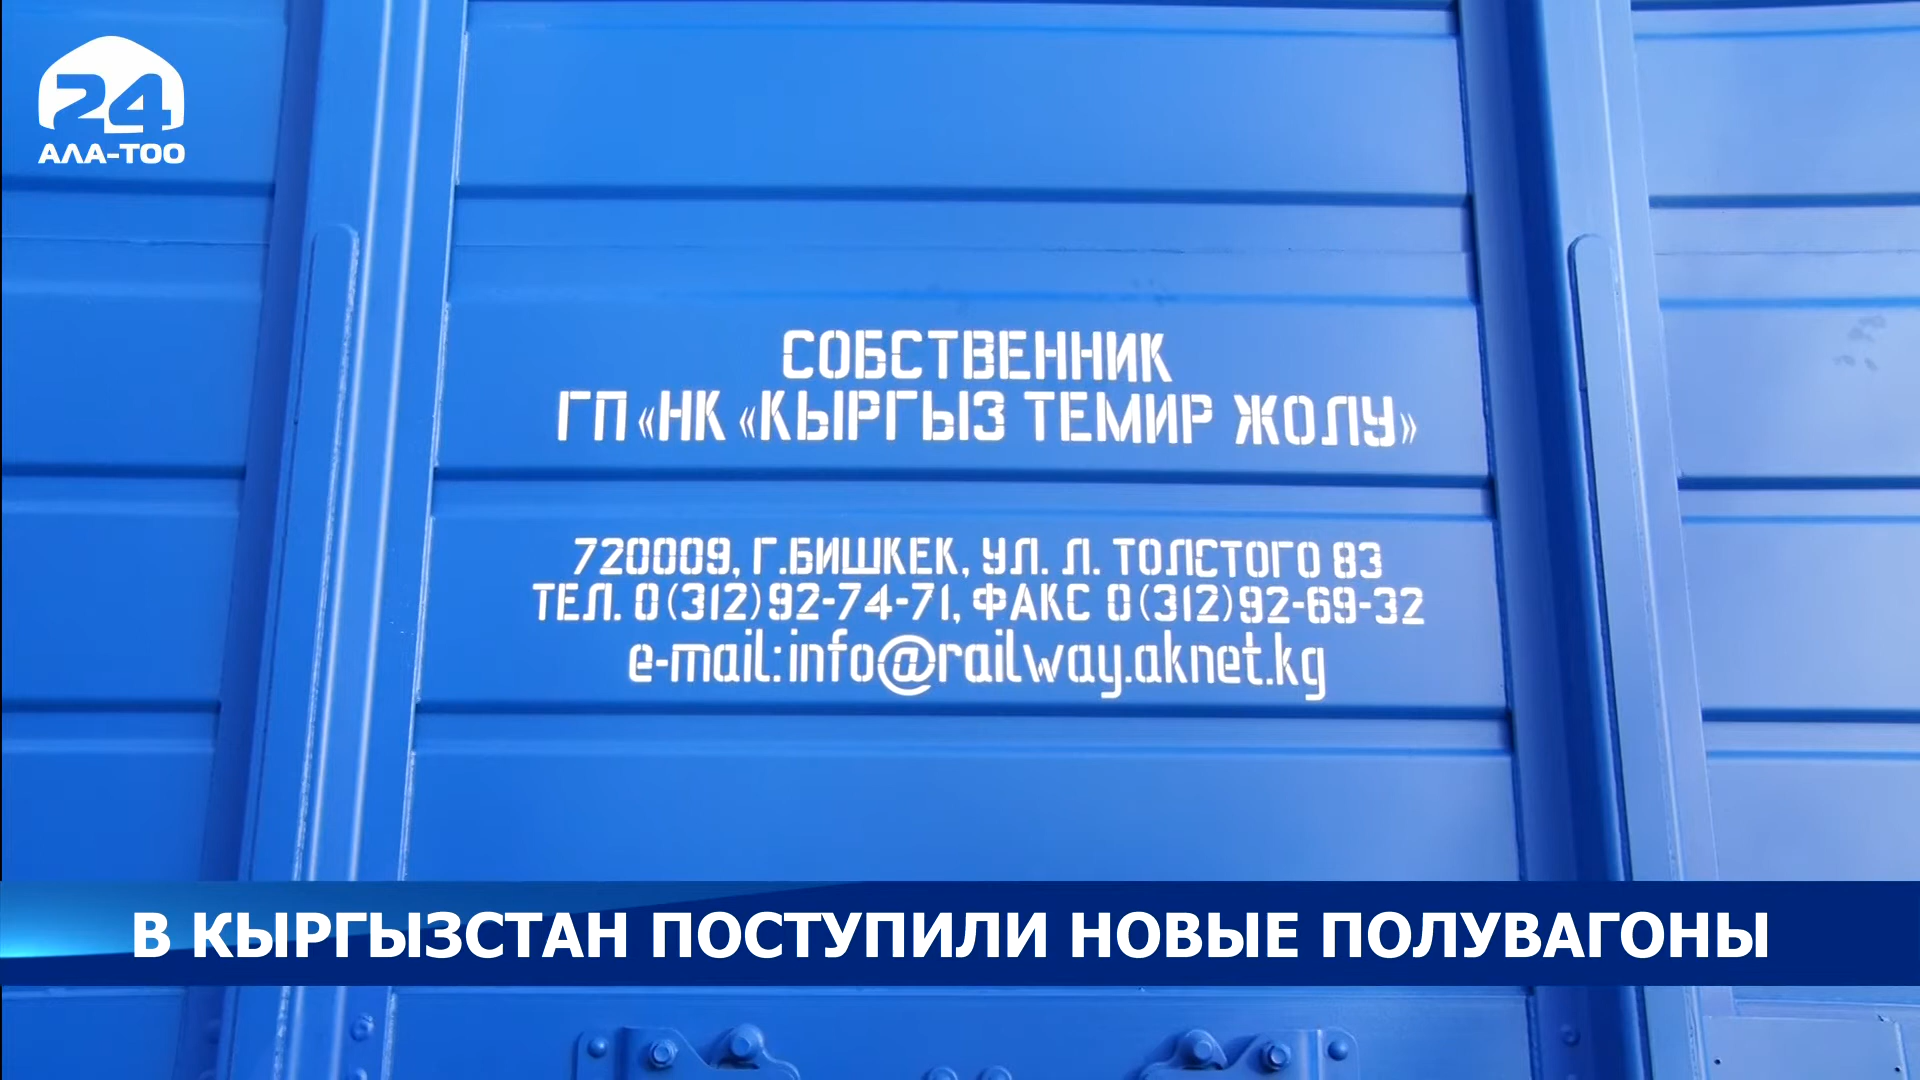 24
АЛА-ТОО
СОБСТВЕННИК
ГП «НК «КЫРГЫЗ ТЕМИР ЖОЛУ»
720009, Г.БИШКЕК, УЛ. Л. ТОЛСТОГО 83
ТЕЛ. 0(312)92-74-71, ФАКС 0(312)92-69-32
e-mail: info@railway.aknet.kg
В КЫРГЫЗСТАН ПОСТУПИЛИ НОВЫЕ ПОЛУВАГОНЫ